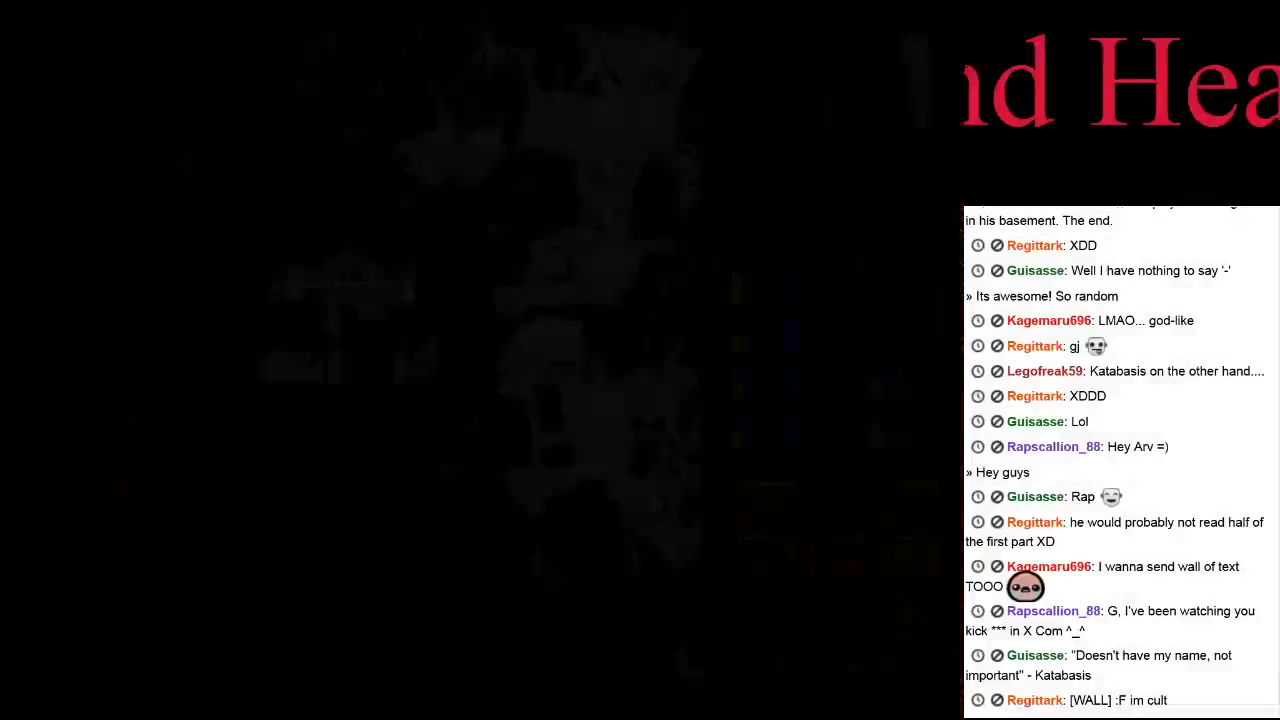 nd Hea
in his basement. The end.
Regittark: XDD
Guisasse: Well I have nothing to say '-'
» Its awesome! So random
Kagemaru696: LMAO... god-like
Regittark: gj
Legofreak59: Katabasis on the other hand....
Regittark: XDDD
Guisasse: Lol
Rapscallion_88: Hey Arv =)
» Hey guys
Guisasse: Rap
Regittark: he would probably not read half of
the first part XD
Kagemaru696: I wanna send wall of text
TOOO
Rapscallion_88: G, I've been watching you
kick *** in X Com ^_^
Guisasse: "Doesn't have my name, not
important" - Katabasis
Regittark: [WALL] :F im cult